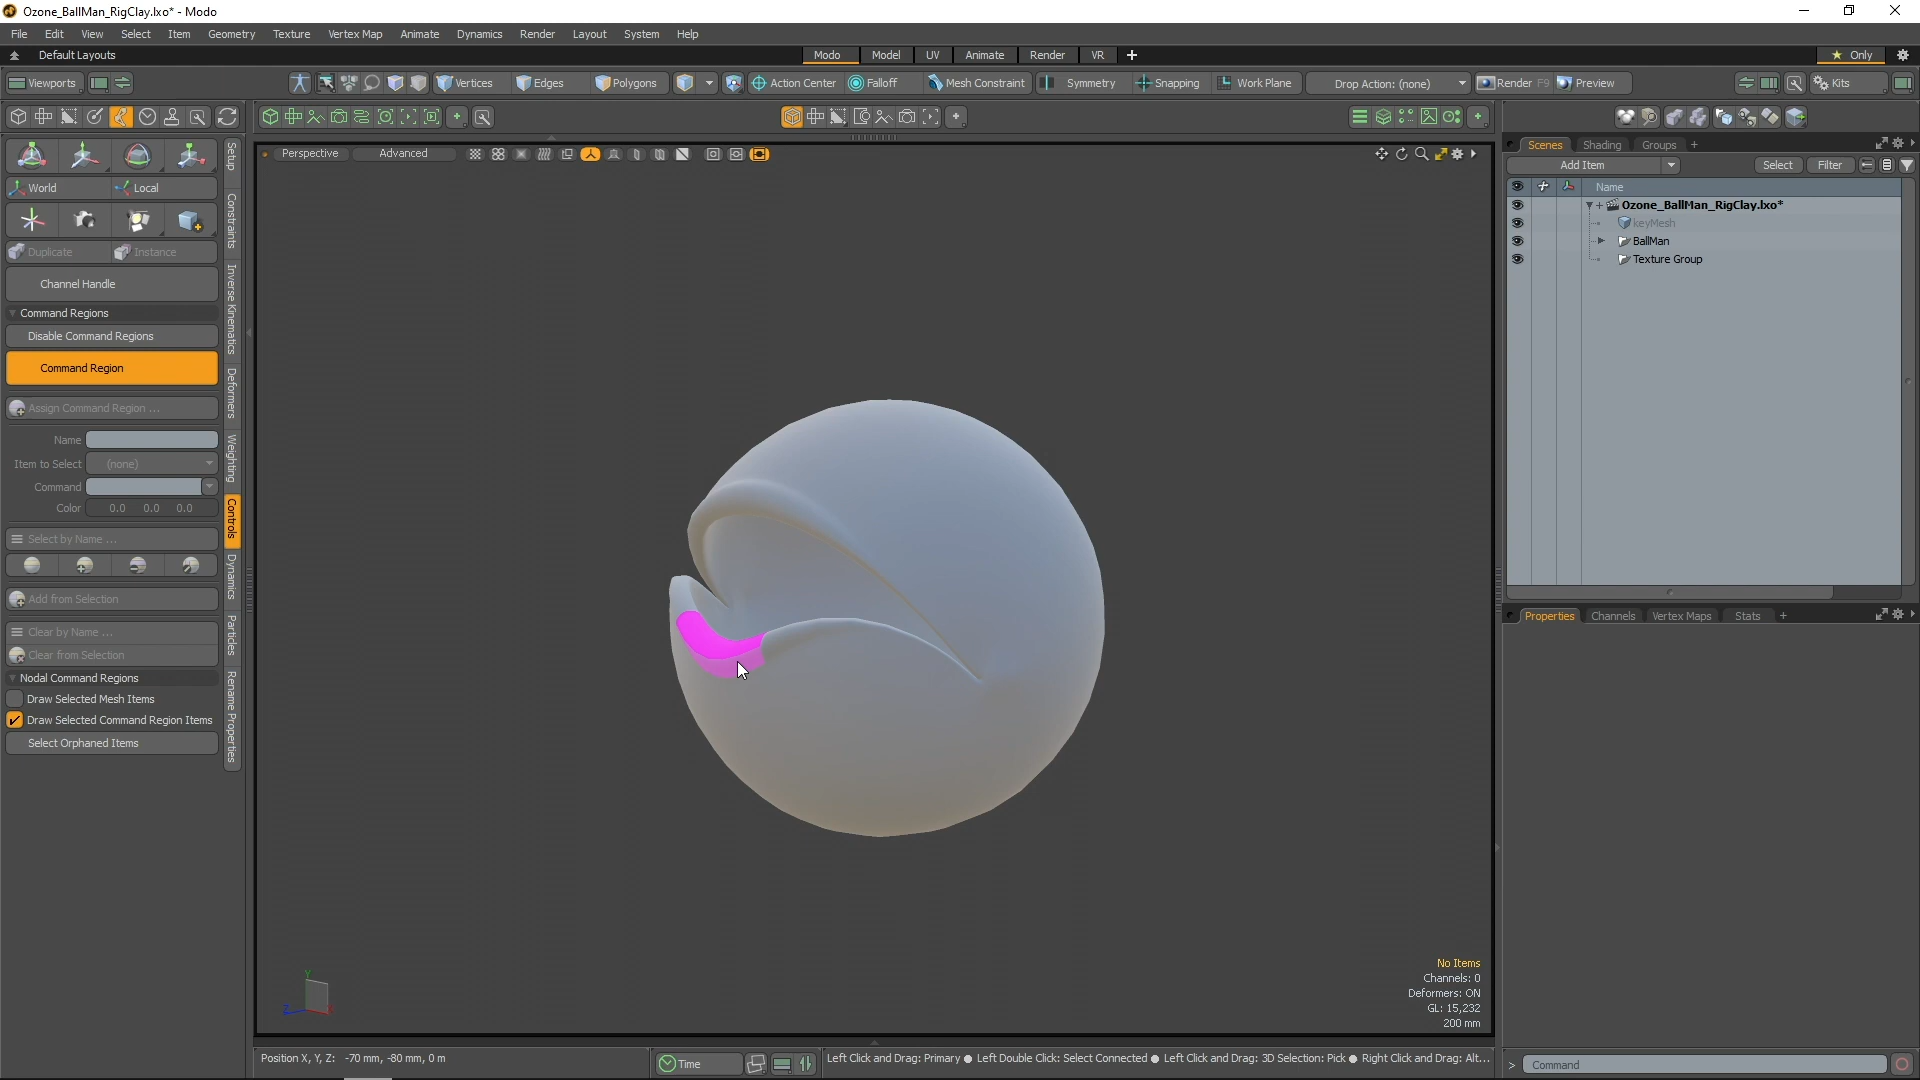 Ozone_BallMan_RigClay.lxo* - Modo
File Edit View Select Item Geometry Texture Vertex Map Animate Dynamics Render Layout System Help
Default Layouts Modo Model UV Animate Render VR Only
Viewports Vertices Edges Polygons Action Center Falloff Mesh Constraint Symmetry Snapping Work Plane Drop Action: (none) Render F9 Preview Kits
Perspective Advanced
World Local
Duplicate Instance
Channel Handle
Command Regions
Disable Command Regions
Command Region
Assign Command Region ...
Name
Item to Select (none)
Command
Color 0.0 0.0 0.0
Select by Name ...
Add from Selection
Clear by Name ...
Clear from Selection
Nodal Command Regions
Draw Selected Mesh Items
Draw Selected Command Region Items
Select Orphaned Items
Setup
Constraints
Inverse Kinematics
Deformers
Weighting
Controls
Dynamics
Particles
Rename Properties
Y
Z
X
No Items
Channels: 0
Deformers: ON
GL: 15,232
200 mm
Scenes Shading Groups
Add Item Select Filter
Name
Ozone_BallMan_RigClay.lxo*
keyMesh
BallMan
Texture Group
Properties Channels Vertex Maps Stats
Position X, Y, Z: -70 mm, -80 mm, 0 m
Time
Left Click and Drag: Primary ● Left Double Click: Select Connected ● Left Click and Drag: 3D Selection: Pick ● Right Click and Drag: Alt...
> Command